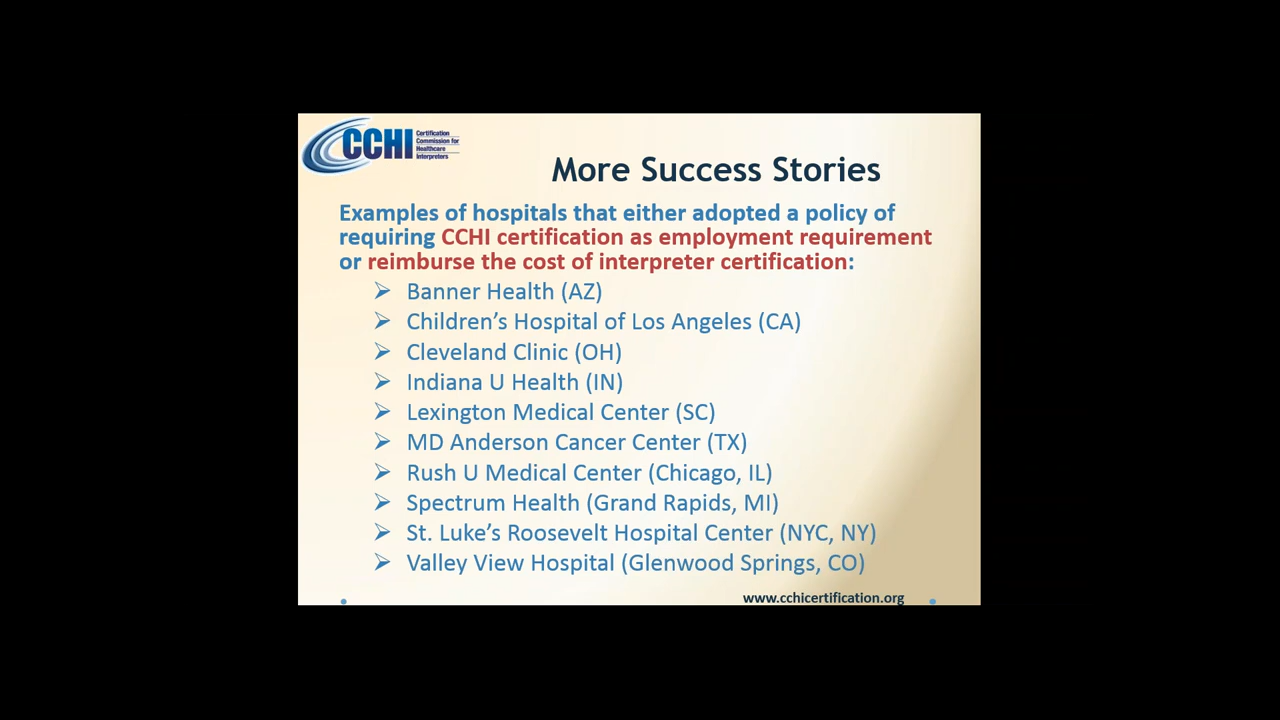 CCHI
Certification
Commission for
Healthcare
Interpreters
More Success Stories
Examples of hospitals that either adopted a policy of
requiring CCHI certification as employment requirement
or reimburse the cost of interpreter certification:
➢ Banner Health (AZ)
➢ Children’s Hospital of Los Angeles (CA)
➢ Cleveland Clinic (OH)
➢ Indiana U Health (IN)
➢ Lexington Medical Center (SC)
➢ MD Anderson Cancer Center (TX)
➢ Rush U Medical Center (Chicago, IL)
➢ Spectrum Health (Grand Rapids, MI)
➢ St. Luke’s Roosevelt Hospital Center (NYC, NY)
➢ Valley View Hospital (Glenwood Springs, CO)
www.cchicertification.org